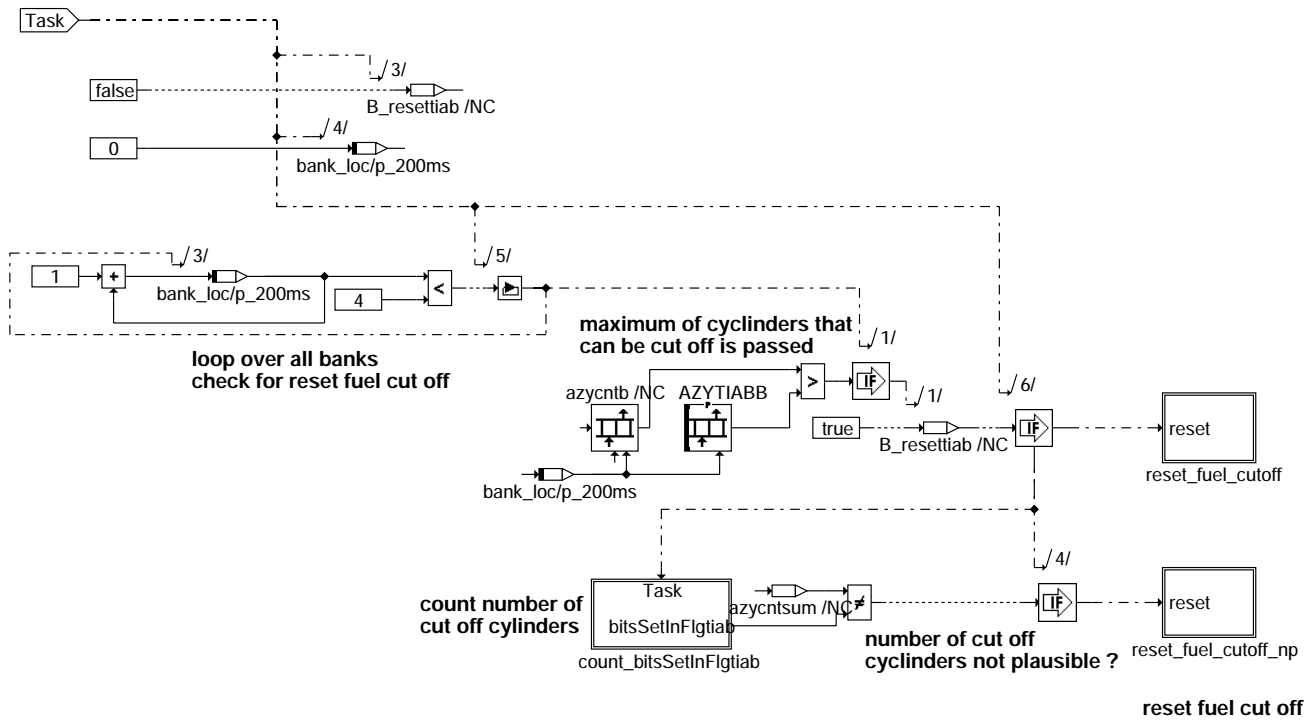 Task
/3/
false
B_resettiab /NC
/4/
0
bank_loc/p_200ms
/3/
/5/
1
+
bank_loc/p_200ms
4
<
loop over all banks
check for reset fuel cut off
maximum of cyclinders that
can be cut off is passed
/1/
>
IF
/1/
/6/
azycntb /NC
AZYTIABB
P
true
B_resettiab /NC
IF
reset
reset_fuel_cutoff
bank_loc/p_200ms
/4/
count number of
cut off cylinders
Task
bitsSetInFlgtiab
count_bitsSetInFlgtiab
azycntsum /NC
≠
IF
reset
reset_fuel_cutoff_np
number of cut off
cyclinders not plausible ?
reset fuel cut off